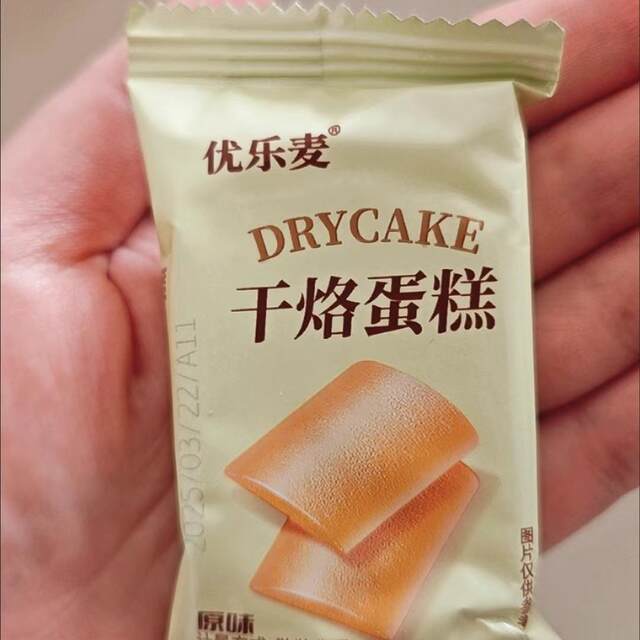 优乐麦®
DRYCAKE
干烙蛋糕
2025/03/22/A11
原味
图片仅供参考